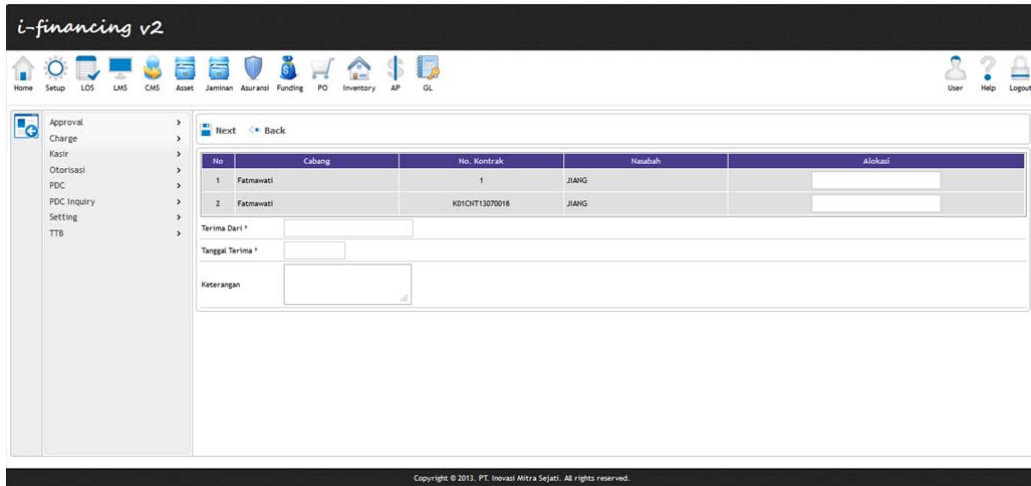 i-financing v2
Home Setup LOS LMS CMS Asset Jaminan Asuransi Funding PO Inventory AP GL User Help Logout
Approval
Charge
Kasir
Otorisasi
PDC
PDC Inquiry
Setting
TTB
Next Back
No Cabang No. Kontrak Nasabah Alokasi
1 Fatmawati 1 JIANG
2 Fatmawati K01CNT13070018 JIANG
Terima Dari *
Tanggal Terima *
Keterangan
Copyright © 2013. PT. Inovasi Mitra Sejati. All rights reserved.